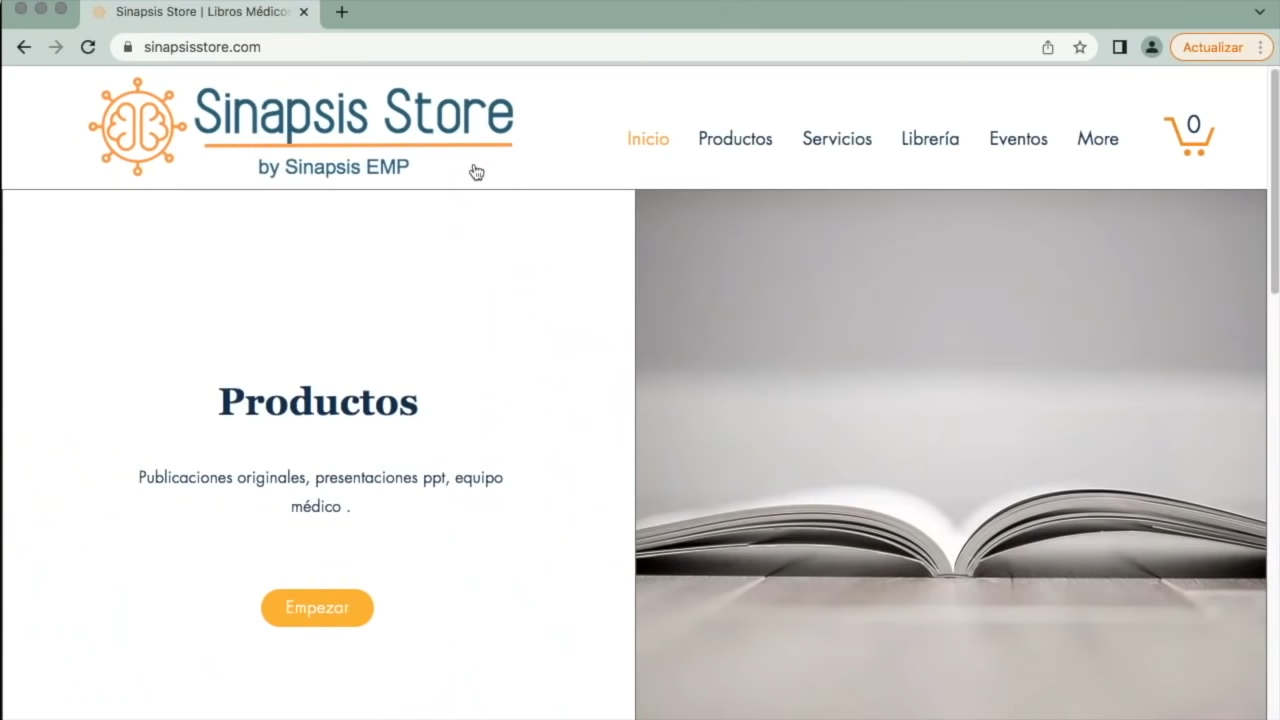 Sinapsis Store | Libros Médicos
sinapsisstore.com
Actualizar
Sinapsis Store
by Sinapsis EMP
Inicio Productos Servicios Librería Eventos More
0
Productos
Publicaciones originales, presentaciones ppt, equipo
médico .
Empezar